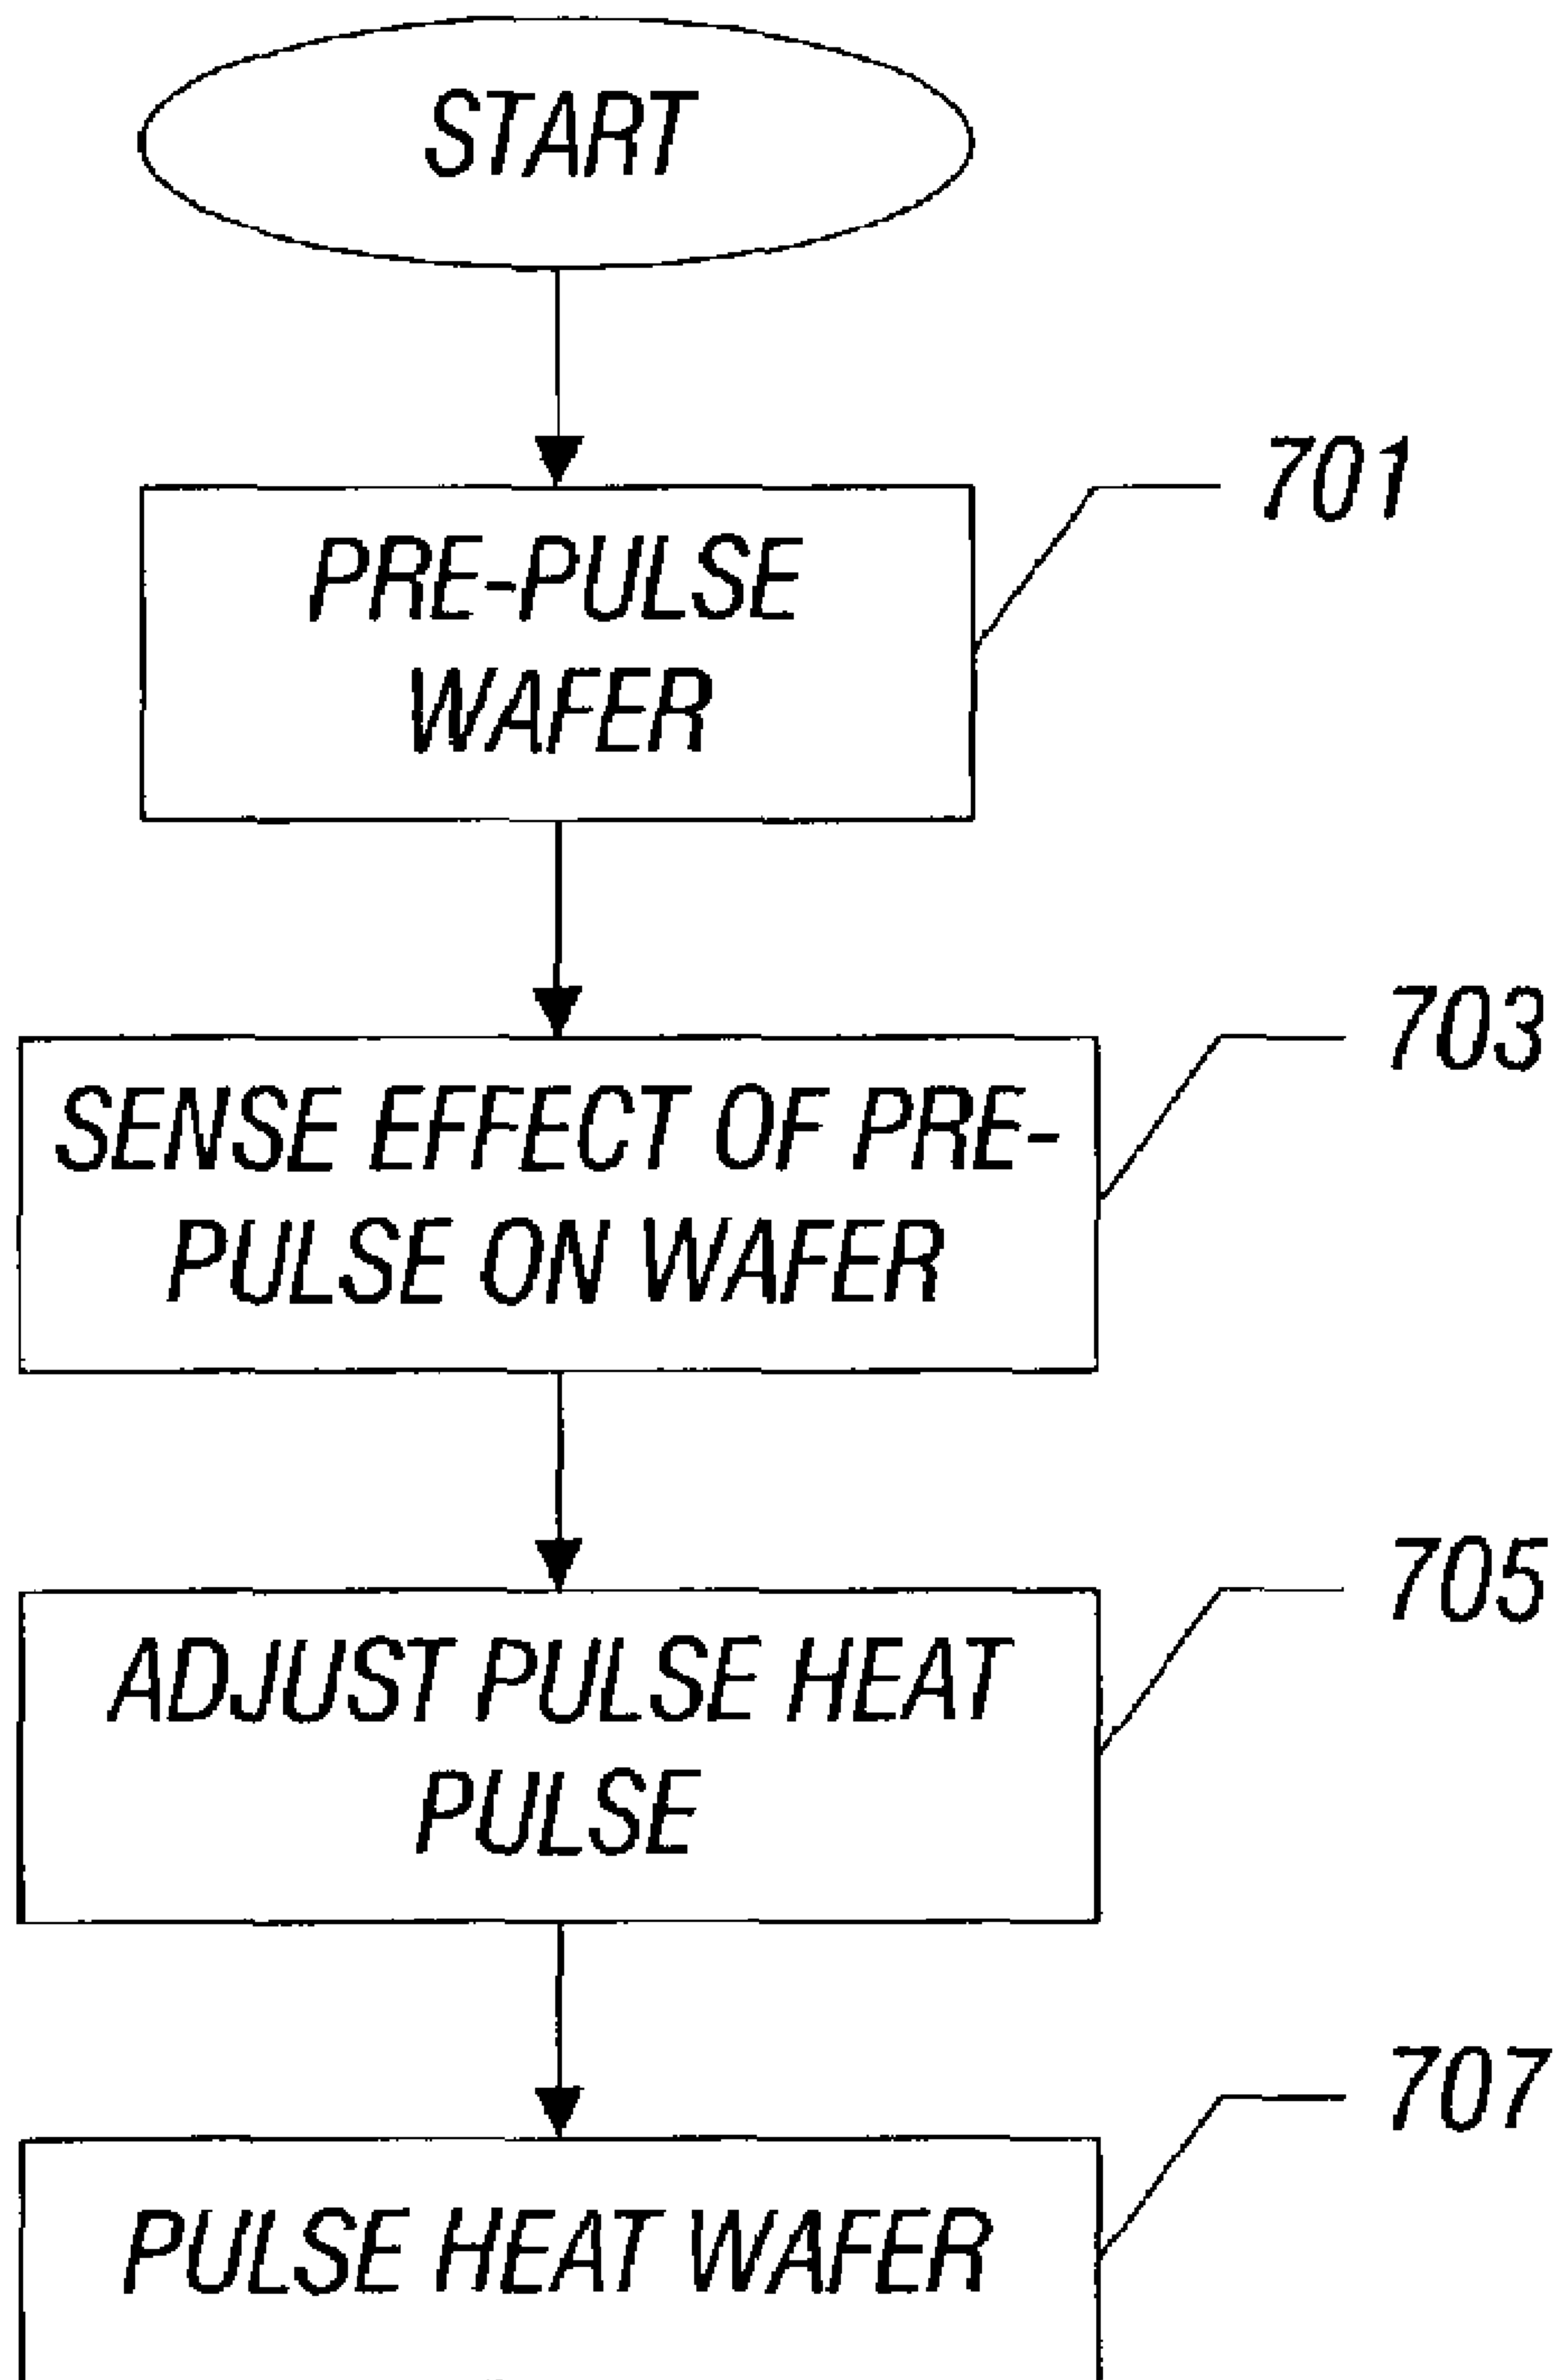 START
701
PRE-PULSE
WAFER
703
SENSE EFFECT OF PRE-
PULSE ON WAFER
705
ADJUST PULSE HEAT
PULSE
707
PULSE HEAT WAFER